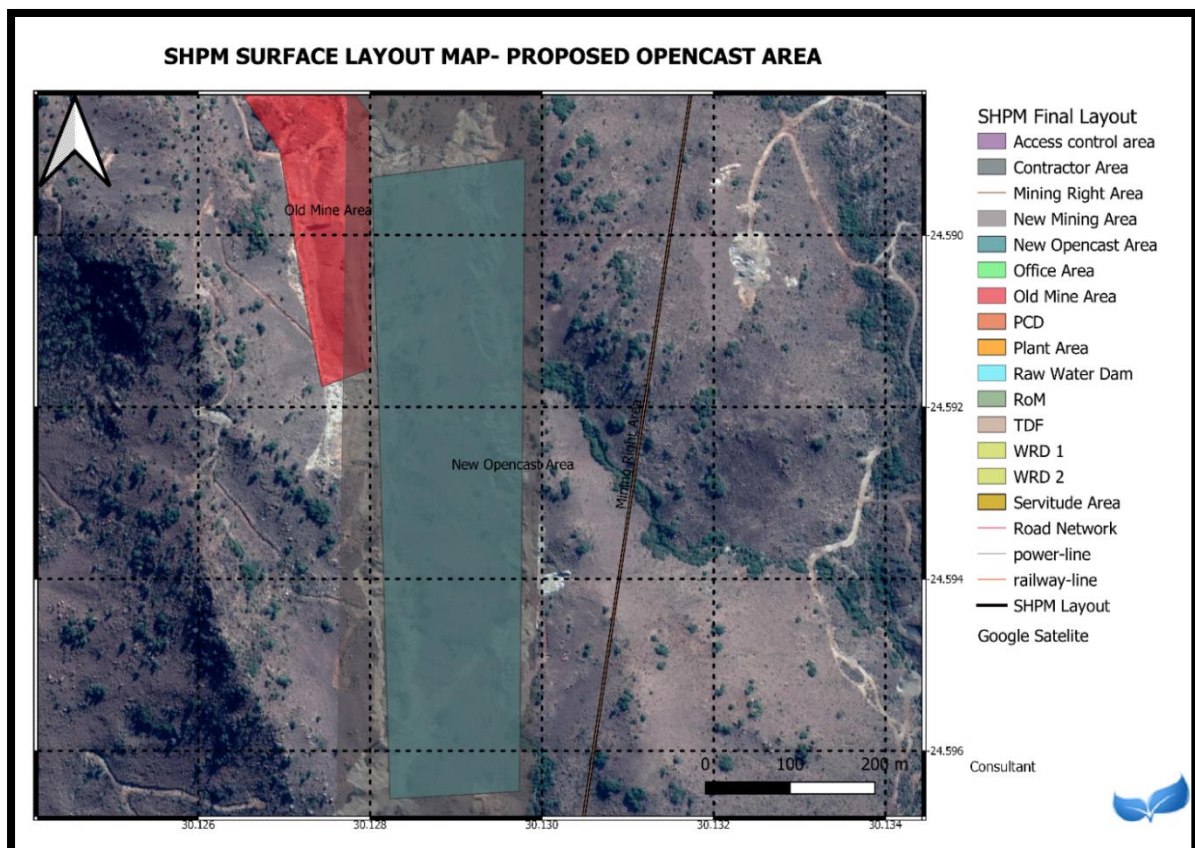 SHPM SURFACE LAYOUT MAP- PROPOSED OPENCAST AREA
Old Mine Area
New Opencast Area
Mining Right Area
-24.590
-24.592
-24.594
-24.596
0
100
200 m
30.126
30.128
30.130
30.132
30.134
SHPM Final Layout
Access control area
Contractor Area
Mining Right Area
New Mining Area
New Opencast Area
Office Area
Old Mine Area
PCD
Plant Area
Raw Water Dam
RoM
TDF
WRD 1
WRD 2
Servitude Area
Road Network
power-line
railway-line
SHPM Layout
Google Satelite
Consultant